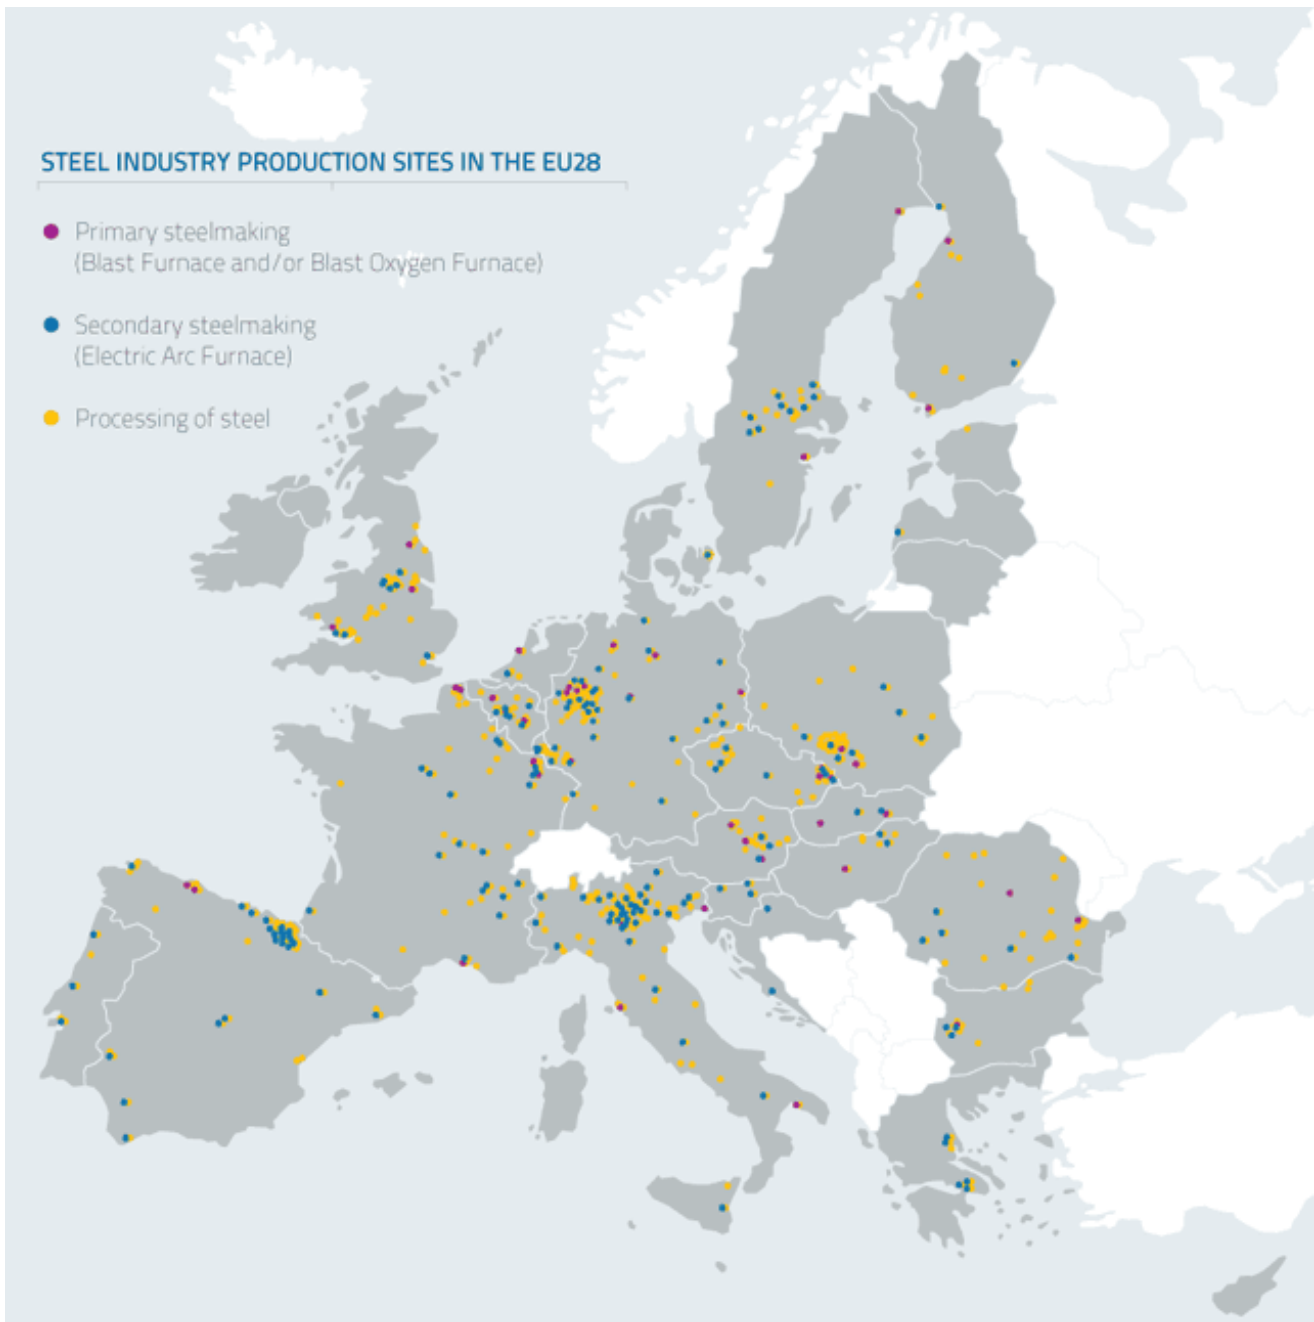 STEEL INDUSTRY PRODUCTION SITES IN THE EU28
Primary steelmaking
(Blast Furnace and/or Blast Oxygen Furnace)
Secondary steelmaking
(Electric Arc Furnace)
Processing of steel